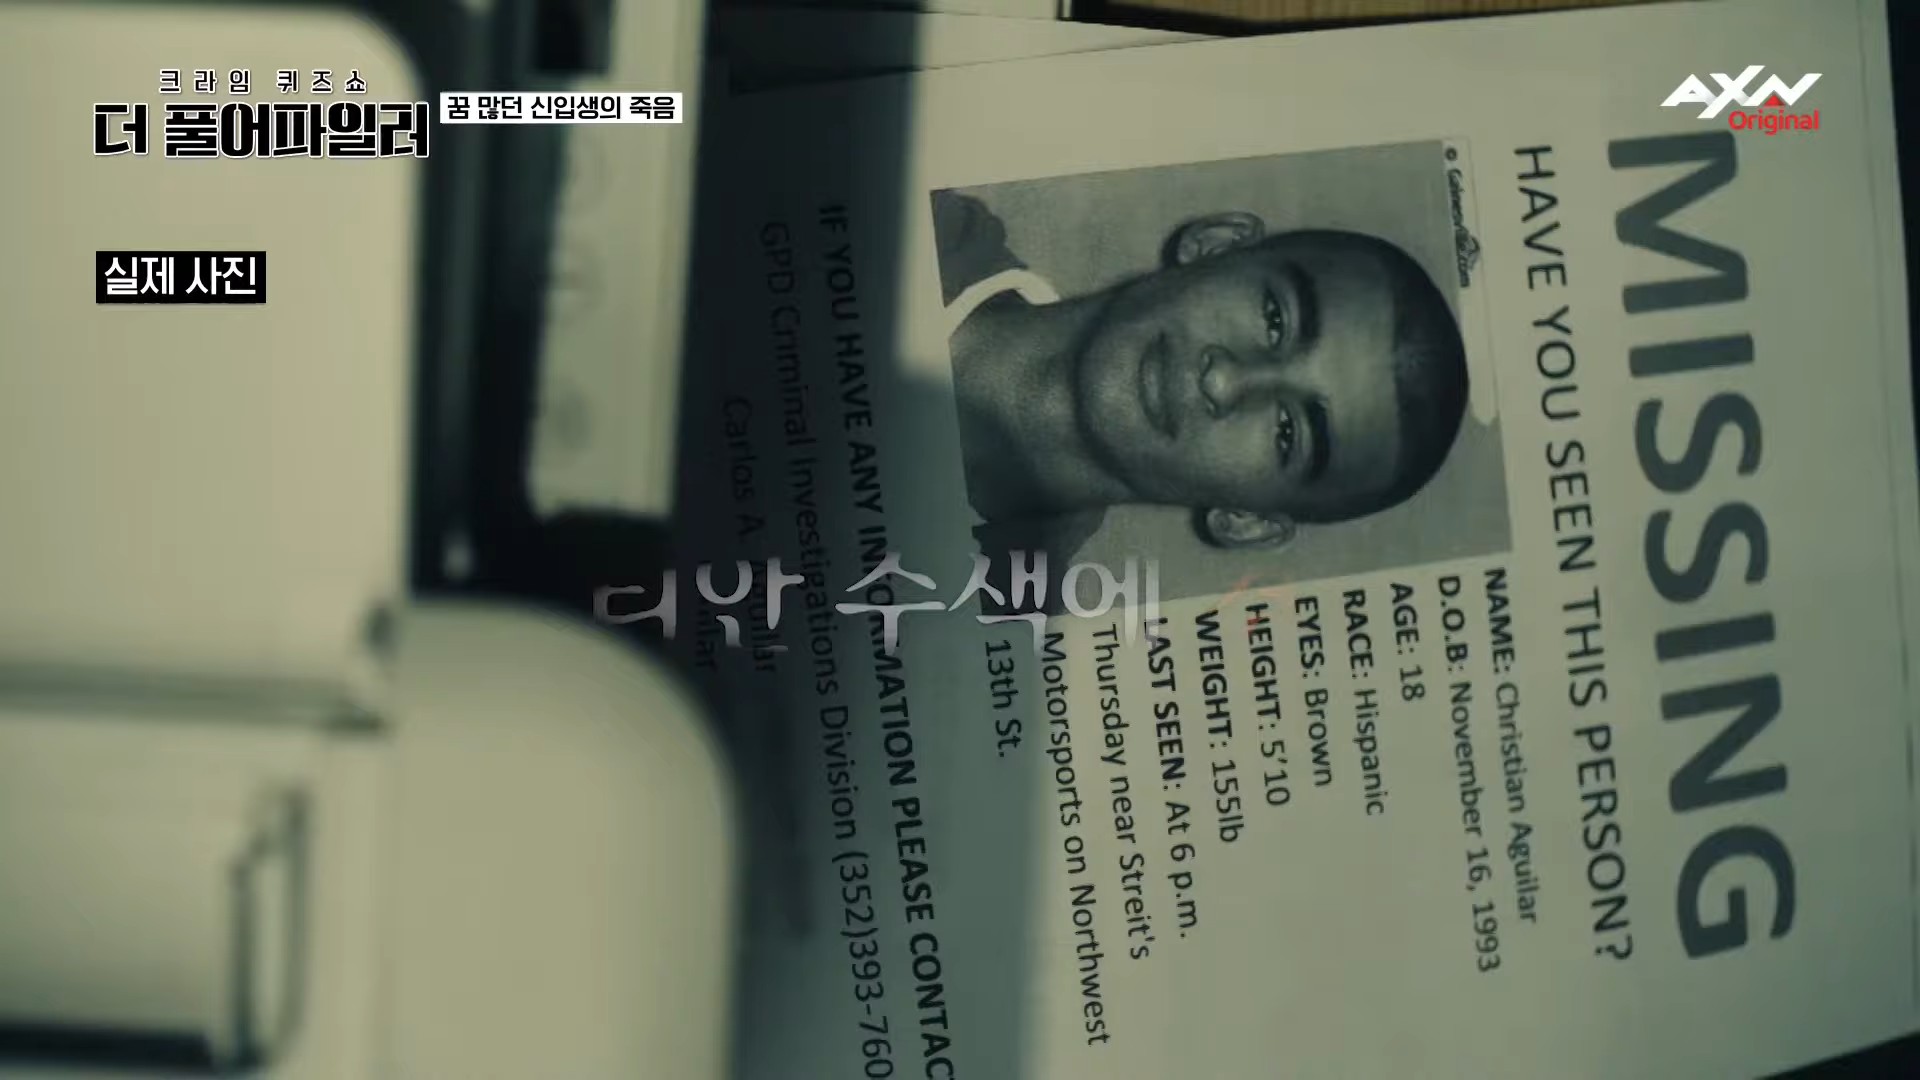 크라임 퀴즈쇼
더 풀어파일러
꿈 많던 신입생의 죽음
AXN
Original
실제 사진
MISSING
HAVE YOU SEEN THIS PERSON?
NAME: Christian Aguilar
D.O.B: November 16, 1993
AGE: 18
RACE: Hispanic
EYES: Brown
HEIGHT: 5'10
WEIGHT: 155lb
LAST SEEN: At 6 p.m.
Thursday near Streit's
Motorsports on Northwest
13th St.
IF YOU HAVE ANY INFORMATION PLEASE CONTAC
GPD Criminal Investigations Division (352)393-760
Carlos A. Aguilar
수색에